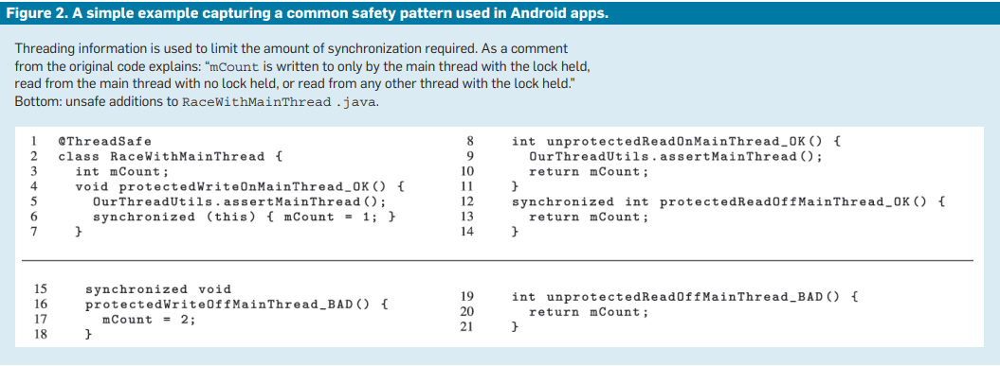 Figure 2. A simple example capturing a common safety pattern used in Android apps.
Threading information is used to limit the amount of synchronization required. As a comment
from the original code explains: “mCount is written to only by the main thread with the lock held,
read from the main thread with no lock held, or read from any other thread with the lock held.”
Bottom: unsafe additions to RaceWithMainThread .java.
1 @ThreadSafe
2 class RaceWithMainThread {
3 int mCount;
4 void protectedWriteOnMainThread_OK() {
5 OurThreadUtils.assertMainThread();
6 synchronized (this) { mCount = 1; }
7 }
8 int unprotectedReadOnMainThread_OK() {
9 OurThreadUtils.assertMainThread();
10 return mCount;
11 }
12 synchronized int protectedReadOffMainThread_OK() {
13 return mCount;
14 }
15 synchronized void
16 protectedWriteOffMainThread_BAD() {
17 mCount = 2;
18 }
19 int unprotectedReadOffMainThread_BAD() {
20 return mCount;
21 }